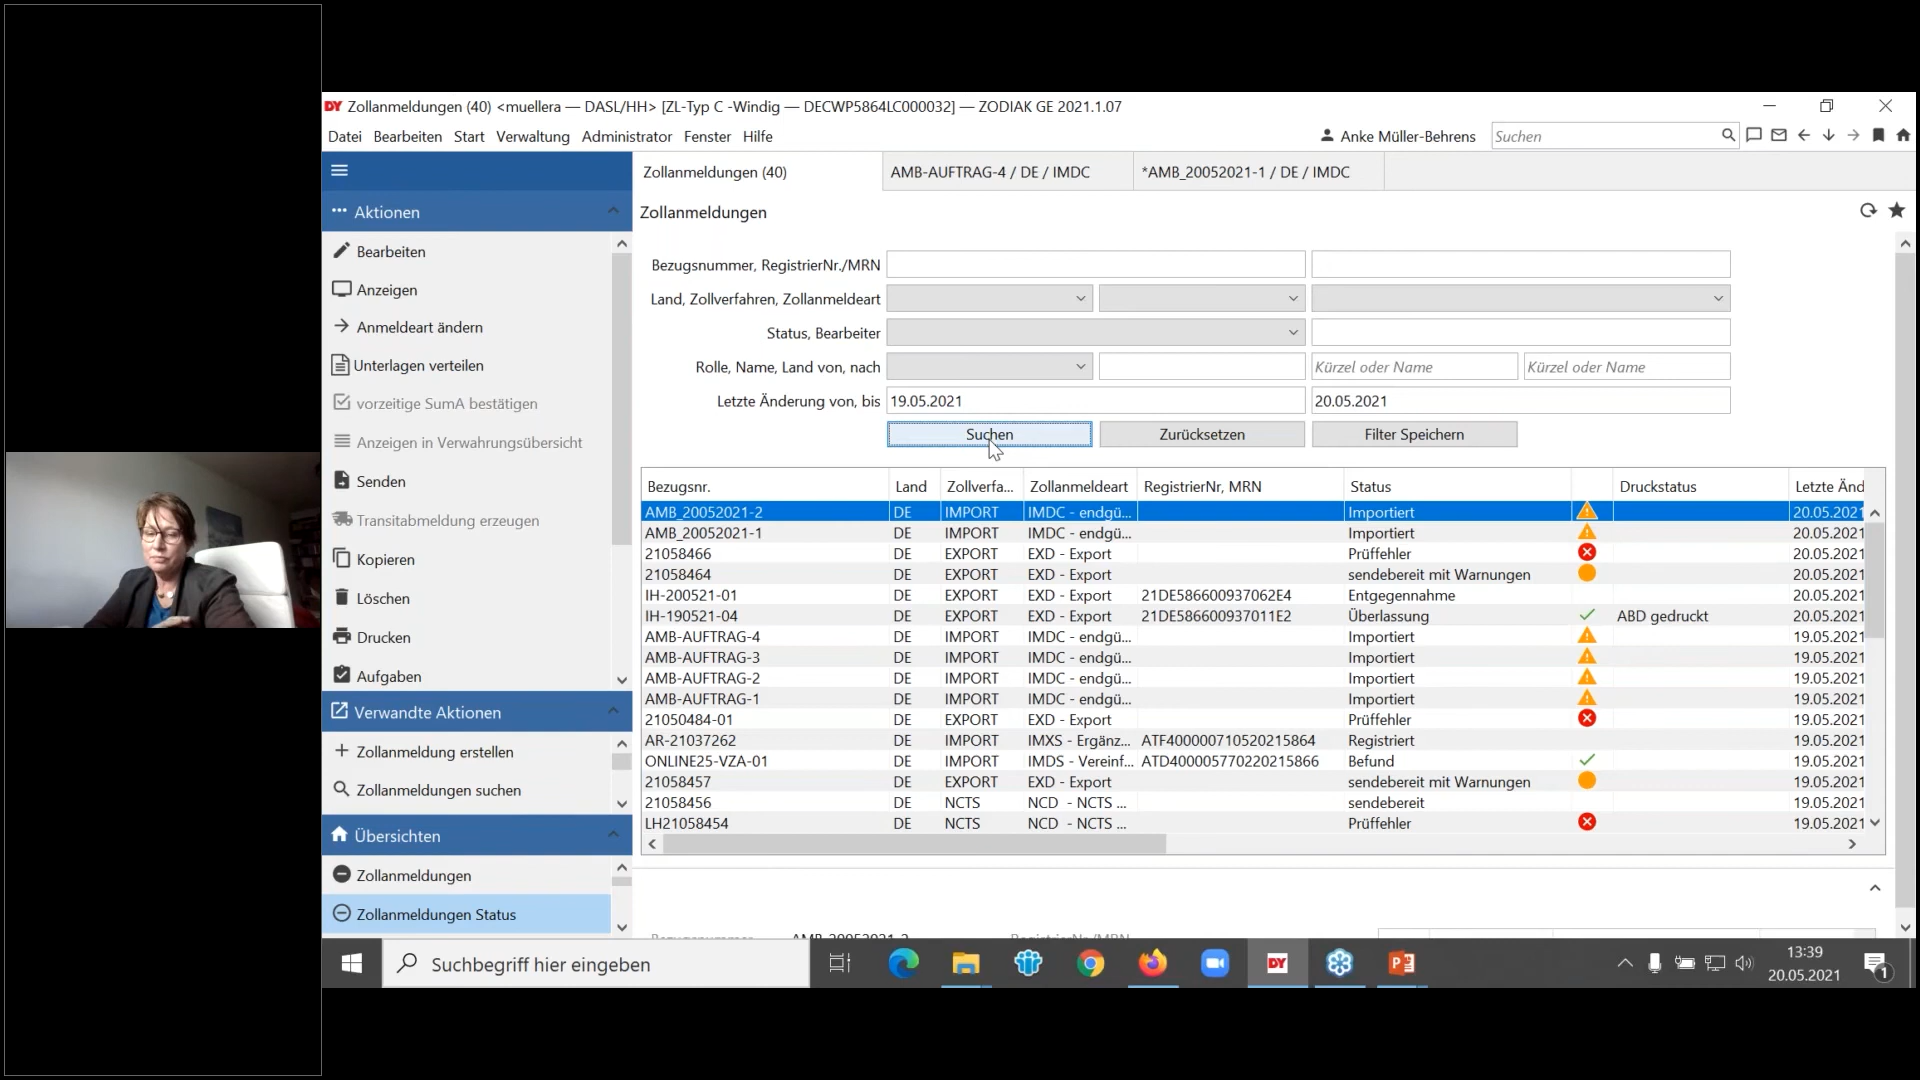 DY Zollanmeldungen (40) <muellera — DASL/HH> [ZL-Typ C -Windig — DECWP5864LC000032] — ZODIAK GE 2021.1.07
Datei Bearbeiten Start Verwaltung Administrator Fenster Hilfe
Anke Müller-Behrens
Suchen
Zollanmeldungen (40)
AMB-AUFTRAG-4 / DE / IMDC
*AMB_20052021-1 / DE / IMDC
Aktionen
Bearbeiten
Anzeigen
Anmeldeart ändern
Unterlagen verteilen
vorzeitige SumA bestätigen
Anzeigen in Verwahrungsübersicht
Senden
Transitabmeldung erzeugen
Kopieren
Löschen
Drucken
Aufgaben
Verwandte Aktionen
Zollanmeldung erstellen
Zollanmeldungen suchen
Übersichten
Zollanmeldungen
Zollanmeldungen Status
Zollanmeldungen
Bezugsnummer, RegistrierNr./MRN
Land, Zollverfahren, Zollanmeldeart
Status, Bearbeiter
Rolle, Name, Land von, nach
Kürzel oder Name
Kürzel oder Name
Letzte Änderung von, bis
19.05.2021
20.05.2021
Suchen
Zurücksetzen
Filter Speichern
Bezugsnr. Land Zollverfa... Zollanmeldeart RegistrierNr, MRN Status Druckstatus Letzte Änd
AMB_20052021-2 DE IMPORT IMDC - endgü... Importiert 20.05.2021
AMB_20052021-1 DE IMPORT IMDC - endgü... Importiert 20.05.2021
21058466 DE EXPORT EXD - Export Prüffehler 20.05.2021
21058464 DE EXPORT EXD - Export sendebereit mit Warnungen 20.05.2021
IH-200521-01 DE EXPORT EXD - Export 21DE586600937062E4 Entgegennahme 20.05.2021
IH-190521-04 DE EXPORT EXD - Export 21DE586600937011E2 Überlassung ABD gedruckt 20.05.2021
AMB-AUFTRAG-4 DE IMPORT IMDC - endgü... Importiert 19.05.2021
AMB-AUFTRAG-3 DE IMPORT IMDC - endgü... Importiert 19.05.2021
AMB-AUFTRAG-2 DE IMPORT IMDC - endgü... Importiert 19.05.2021
AMB-AUFTRAG-1 DE IMPORT IMDC - endgü... Importiert 19.05.2021
21050484-01 DE EXPORT EXD - Export Prüffehler 19.05.2021
AR-21037262 DE IMPORT IMXS - Ergänz... ATF400000710520215864 Registriert 19.05.2021
ONLINE25-VZA-01 DE IMPORT IMDS - Vereinf... ATD400005770220215866 Befund 19.05.2021
21058457 DE EXPORT EXD - Export sendebereit mit Warnungen 19.05.2021
21058456 DE NCTS NCD - NCTS ... sendebereit 19.05.2021
LH21058454 DE NCTS NCD - NCTS ... Prüffehler 19.05.2021
Bezugsnummer AMB_20052021-2 RegistrierNr/MRN
Suchbegriff hier eingeben
DY
13:39
20.05.2021
1